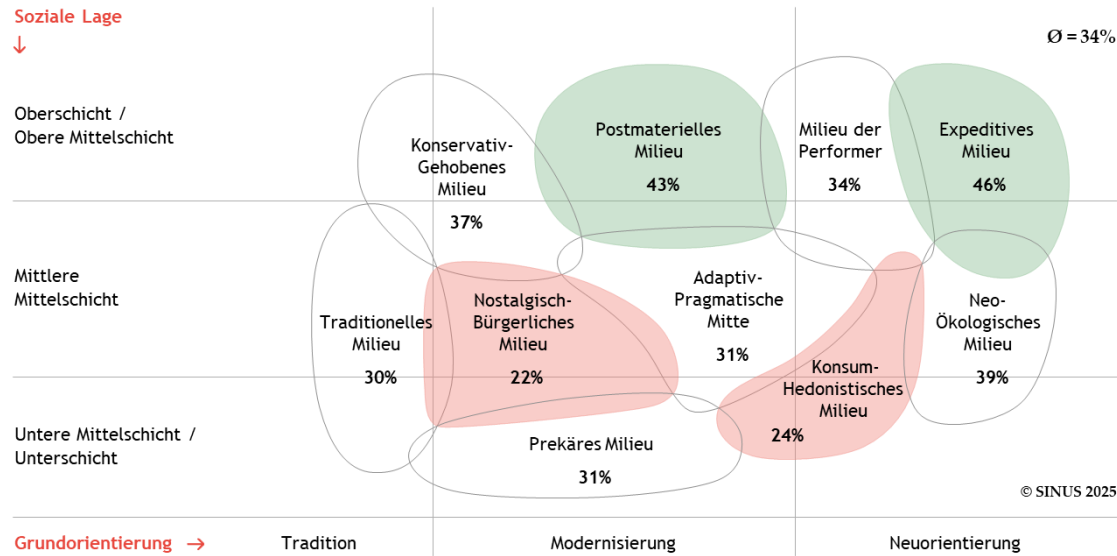 Soziale Lage
↓
Ø = 34%
Oberschicht /
Obere Mittelschicht
Konservativ-
Gehobenes
Milieu
37%
Postmaterielles
Milieu
43%
Milieu der
Performer
34%
Expeditives
Milieu
46%
Mittlere
Mittelschicht
Traditionelles
Milieu
30%
Nostalgisch-
Bürgerliches
Milieu
22%
Adaptiv-
Pragmatische
Mitte
31%
Konsum-
Hedonistisches
Milieu
24%
Neo-
Ökologisches
Milieu
39%
Untere Mittelschicht /
Unterschicht
Prekäres Milieu
31%
© SINUS 2025
Grundorientierung →
Tradition
Modernisierung
Neuorientierung